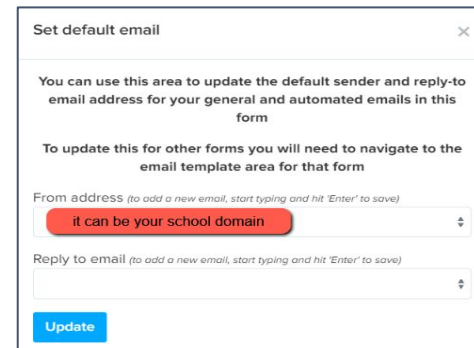 Set default email ×
You can use this area to update the default sender and reply-to
email address for your general and automated emails in this
form
To update this for other forms you will need to navigate to the
email template area for that form
From address (to add a new email, start typing and hit 'Enter' to save)
it can be your school domain
Reply to email (to add a new email, start typing and hit 'Enter' to save)
Update